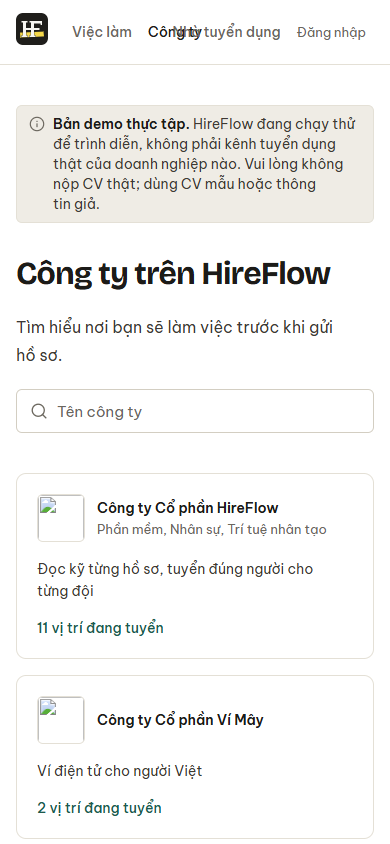 HF
Việc làm
Công ty
Nhà tuyển dụng
Đăng nhập
Bản demo thực tập. HireFlow đang chạy thử
để trình diễn, không phải kênh tuyển dụng
thật của doanh nghiệp nào. Vui lòng không
nộp CV thật; dùng CV mẫu hoặc thông
tin giả.
Công ty trên HireFlow
Tìm hiểu nơi bạn sẽ làm việc trước khi gửi
hồ sơ.
Tên công ty
Công ty Cổ phần HireFlow
Phần mềm, Nhân sự, Trí tuệ nhân tạo
Đọc kỹ từng hồ sơ, tuyển đúng người cho
từng đội
11 vị trí đang tuyển
Công ty Cổ phần Ví Mây
Ví điện tử cho người Việt
2 vị trí đang tuyển